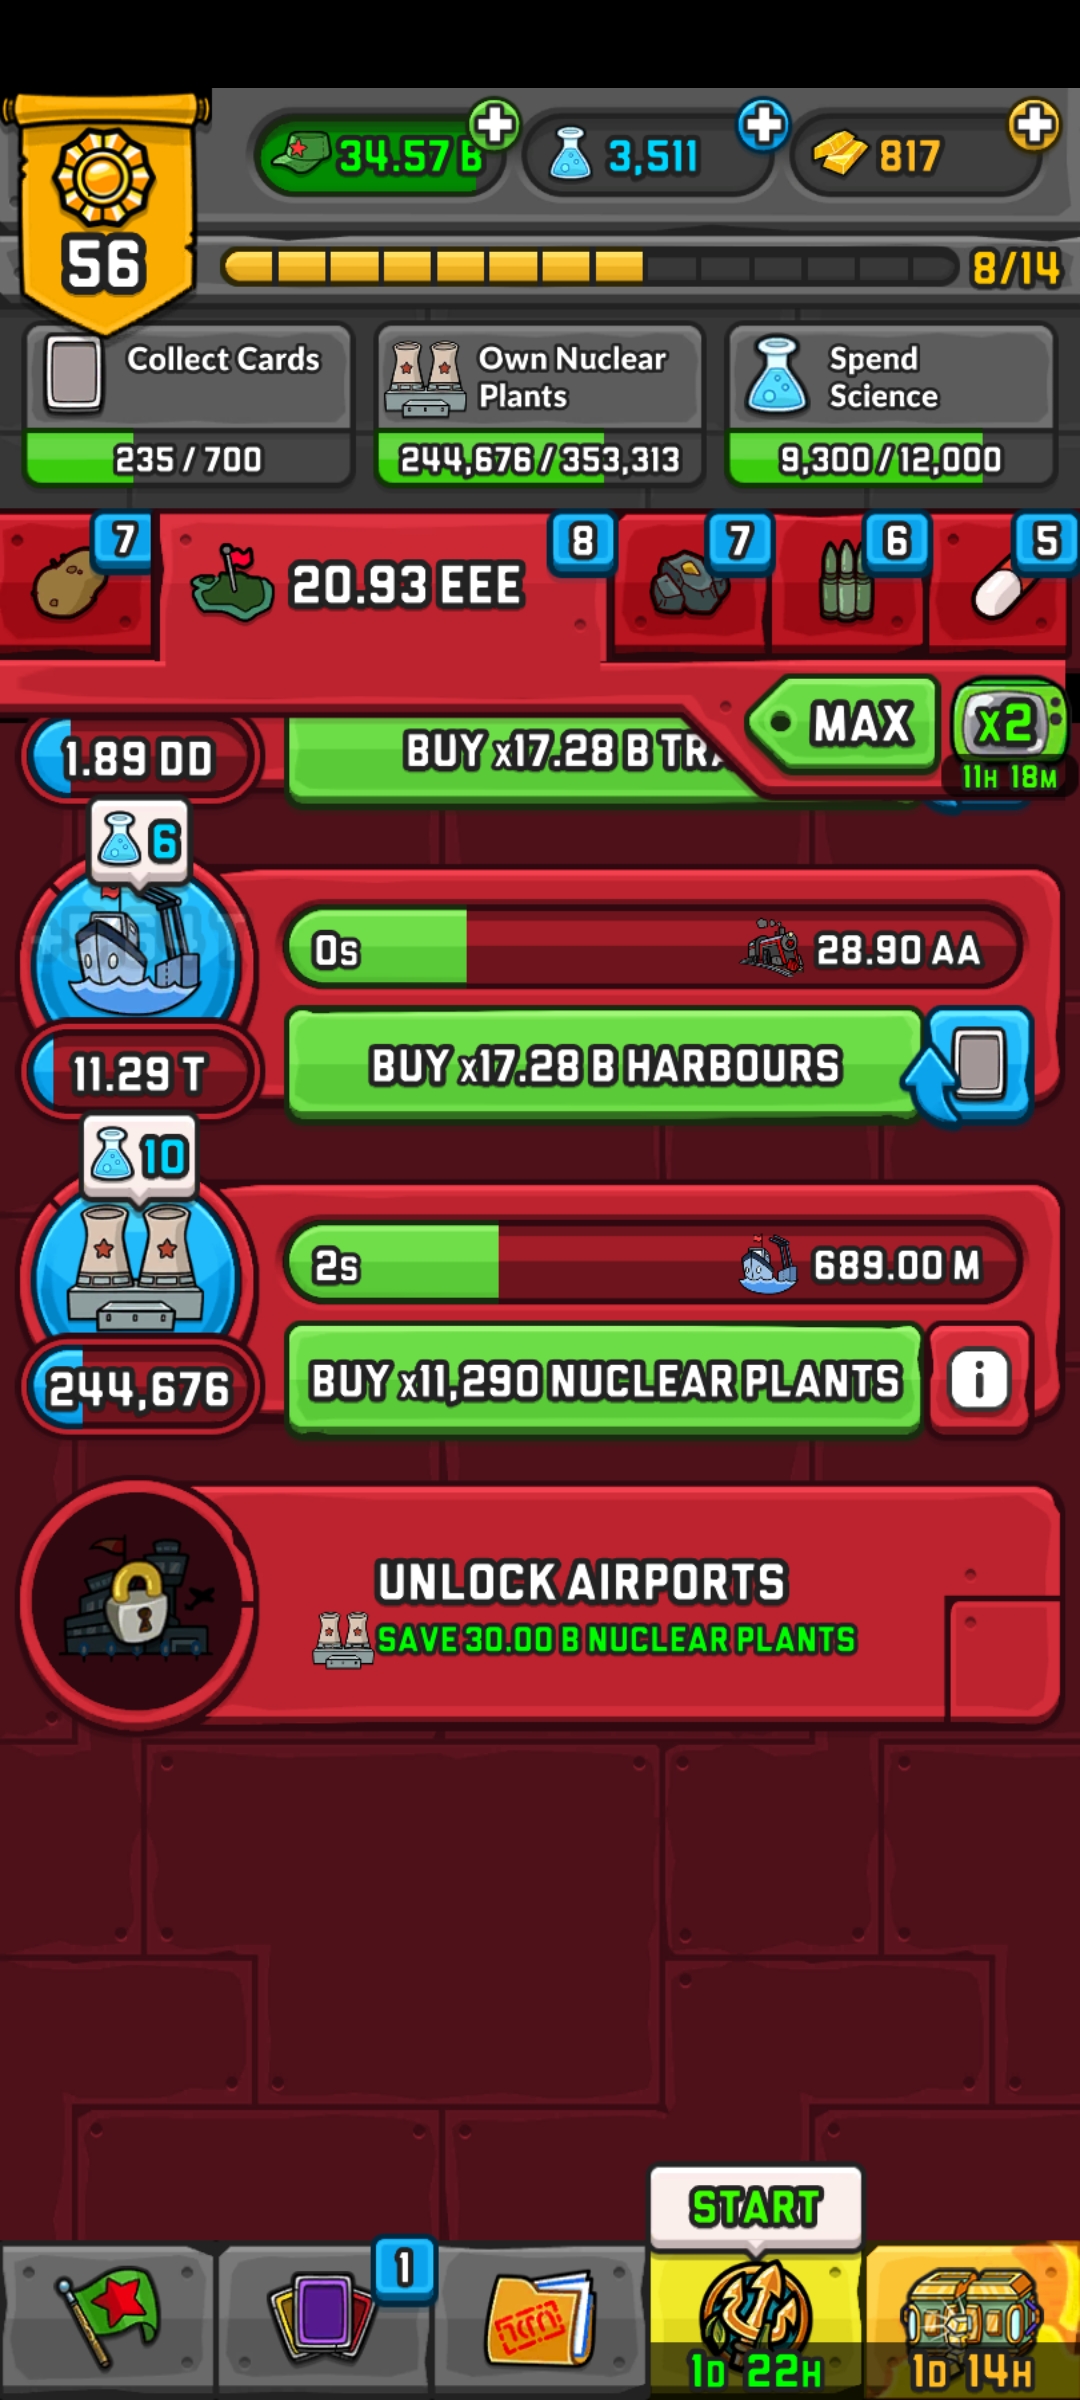 34.57 B
3,511
817
56
8/14
Collect Cards
235 / 700
Own Nuclear
Plants
244,676 / 353,313
Spend
Science
9,300 / 12,000
7
20.93 EEE
8
7
6
5
MAX
x2
11H 18M
1.89 DD
BUY x17.28 B
6
0s
28.90 AA
11.29 T
BUY x17.28 B HARBOURS
10
2s
689.00 M
244,676
BUY x11,290 NUCLEAR PLANTS
i
UNLOCK AIRPORTS
SAVE 30.00 B NUCLEAR PLANTS
START
1
1D 22H
1D 14H